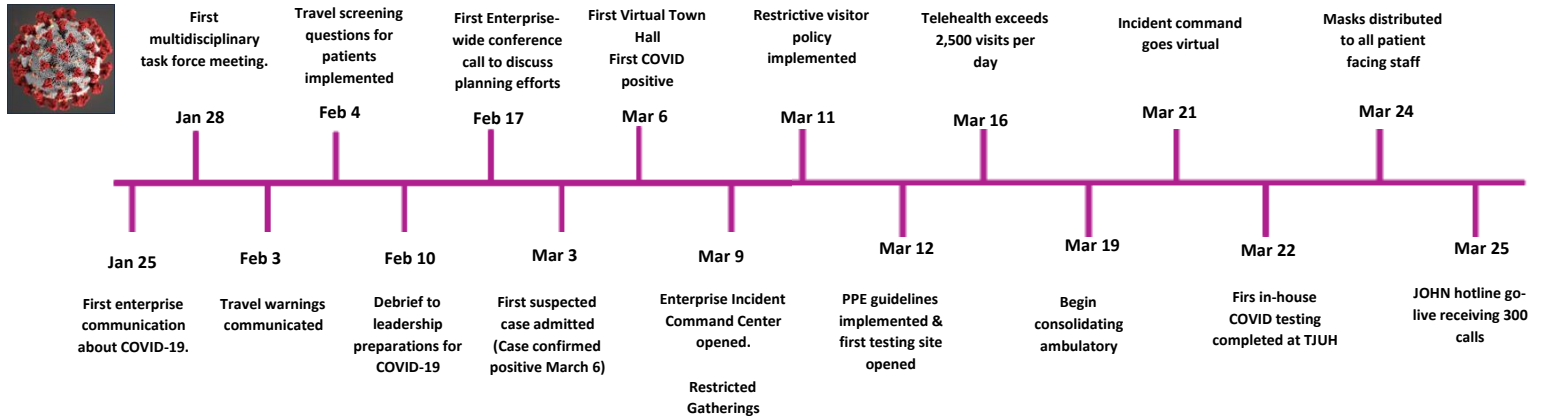 First
multidisciplinary
task force meeting.
Jan 28
Travel screening
questions for
patients
implemented
Feb 4
First Enterprise-
wide conference
call to discuss
planning efforts
Feb 17
First Virtual Town
Hall
First COVID
positive
Mar 6
Restrictive visitor
policy
implemented
Mar 11
Telehealth exceeds
2,500 visits per
day
Mar 16
Incident command
goes virtual
Mar 21
Masks distributed
to all patient
facing staff
Mar 24
Jan 25
First enterprise
communication
about COVID-19.
Feb 3
Travel warnings
communicated
Feb 10
Debrief to
leadership
preparations for
COVID-19
Mar 3
First suspected
case admitted
(Case confirmed
positive March 6)
Mar 9
Enterprise Incident
Command Center
opened.
Restricted
Gatherings
Mar 12
PPE guidelines
implemented &
first testing site
opened
Mar 19
Begin
consolidating
ambulatory
Mar 22
Firs in-house
COVID testing
completed at TJUH
Mar 25
JOHN hotline go-
live receiving 300
calls